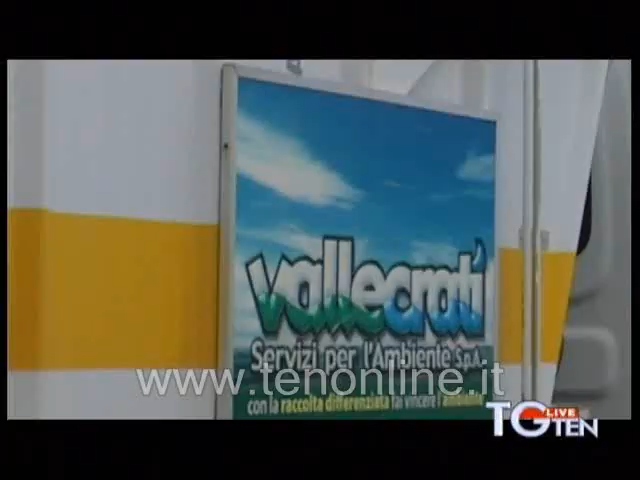 vallecrati
Servizi per l'Ambiente S.p.A.
www.tenonline.it
con la raccolta differenziata fai vincere l'ambiente
TG LIVE TEN